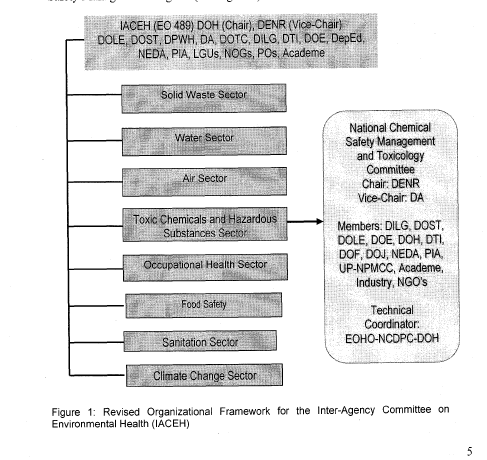 IACEH (EO 489) DOH (Chair), DENR (Vice-Chair)
DOLE, DOST, DPWH, DA, DOTC, DILG, DTI, DOE, DepEd,
NEDA, PIA, LGUs, NOGs, POs, Academe
Solid Waste Sector
Water Sector
Air Sector
Toxic Chemicals and Hazardous
Substances Sector
Occupational Health Sector
Food Safety
Sanitation Sector
Climate Change Sector
National Chemical
Safety Management
and Toxicology
Committee
Chair: DENR
Vice-Chair: DA
Members: DILG, DOST,
DOLE, DOE, DOH, DTI,
DOF, DOJ, NEDA, PIA,
UP-NPMCC, Academe,
Industry, NGO's
Technical
Coordinator:
EOHO-NCDPC-DOH
Figure 1: Revised Organizational Framework for the Inter-Agency Committee on
Environmental Health (IACEH)
5